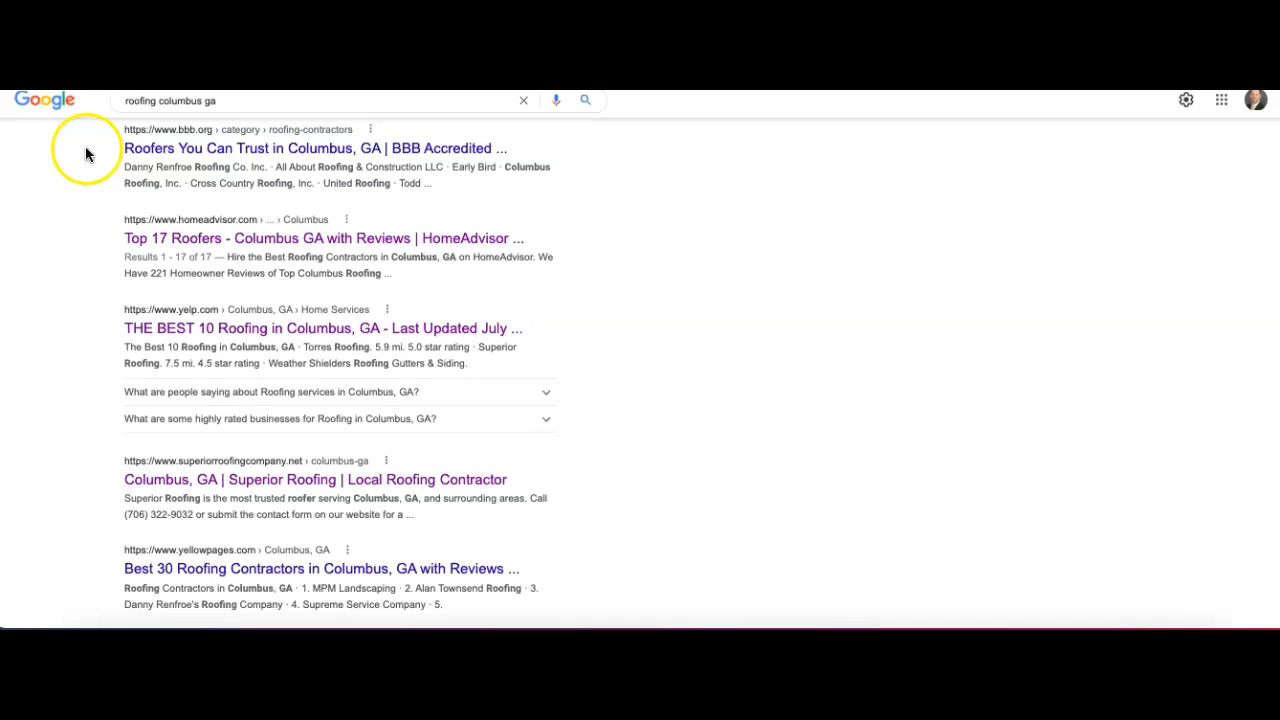 Google
roofing columbus ga
https://www.bbb.org › category › roofing-contractors
Roofers You Can Trust in Columbus, GA | BBB Accredited ...
Danny Renfroe Roofing Co. Inc. · All About Roofing & Construction LLC · Early Bird · Columbus
Roofing, Inc. · Cross Country Roofing, Inc. · United Roofing · Todd ...
https://www.homeadvisor.com › ... › Columbus
Top 17 Roofers - Columbus GA with Reviews | HomeAdvisor ...
Results 1 - 17 of 17 — Hire the Best Roofing Contractors in Columbus, GA on HomeAdvisor. We
Have 221 Homeowner Reviews of Top Columbus Roofing ...
https://www.yelp.com › Columbus, GA › Home Services
THE BEST 10 Roofing in Columbus, GA - Last Updated July ...
The Best 10 Roofing in Columbus, GA · Torres Roofing. 5.9 mi. 5.0 star rating · Superior
Roofing. 7.5 mi. 4.5 star rating · Weather Shielders Roofing Gutters & Siding.
What are people saying about Roofing services in Columbus, GA?
What are some highly rated businesses for Roofing in Columbus, GA?
https://www.superiorroofingcompany.net › columbus-ga
Columbus, GA | Superior Roofing | Local Roofing Contractor
Superior Roofing is the most trusted roofer serving Columbus, GA, and surrounding areas. Call
(706) 322-9032 or submit the contact form on our website for a ...
https://www.yellowpages.com › Columbus, GA
Best 30 Roofing Contractors in Columbus, GA with Reviews ...
Roofing Contractors in Columbus, GA · 1. MPM Landscaping · 2. Alan Townsend Roofing · 3.
Danny Renfroe's Roofing Company · 4. Supreme Service Company · 5.